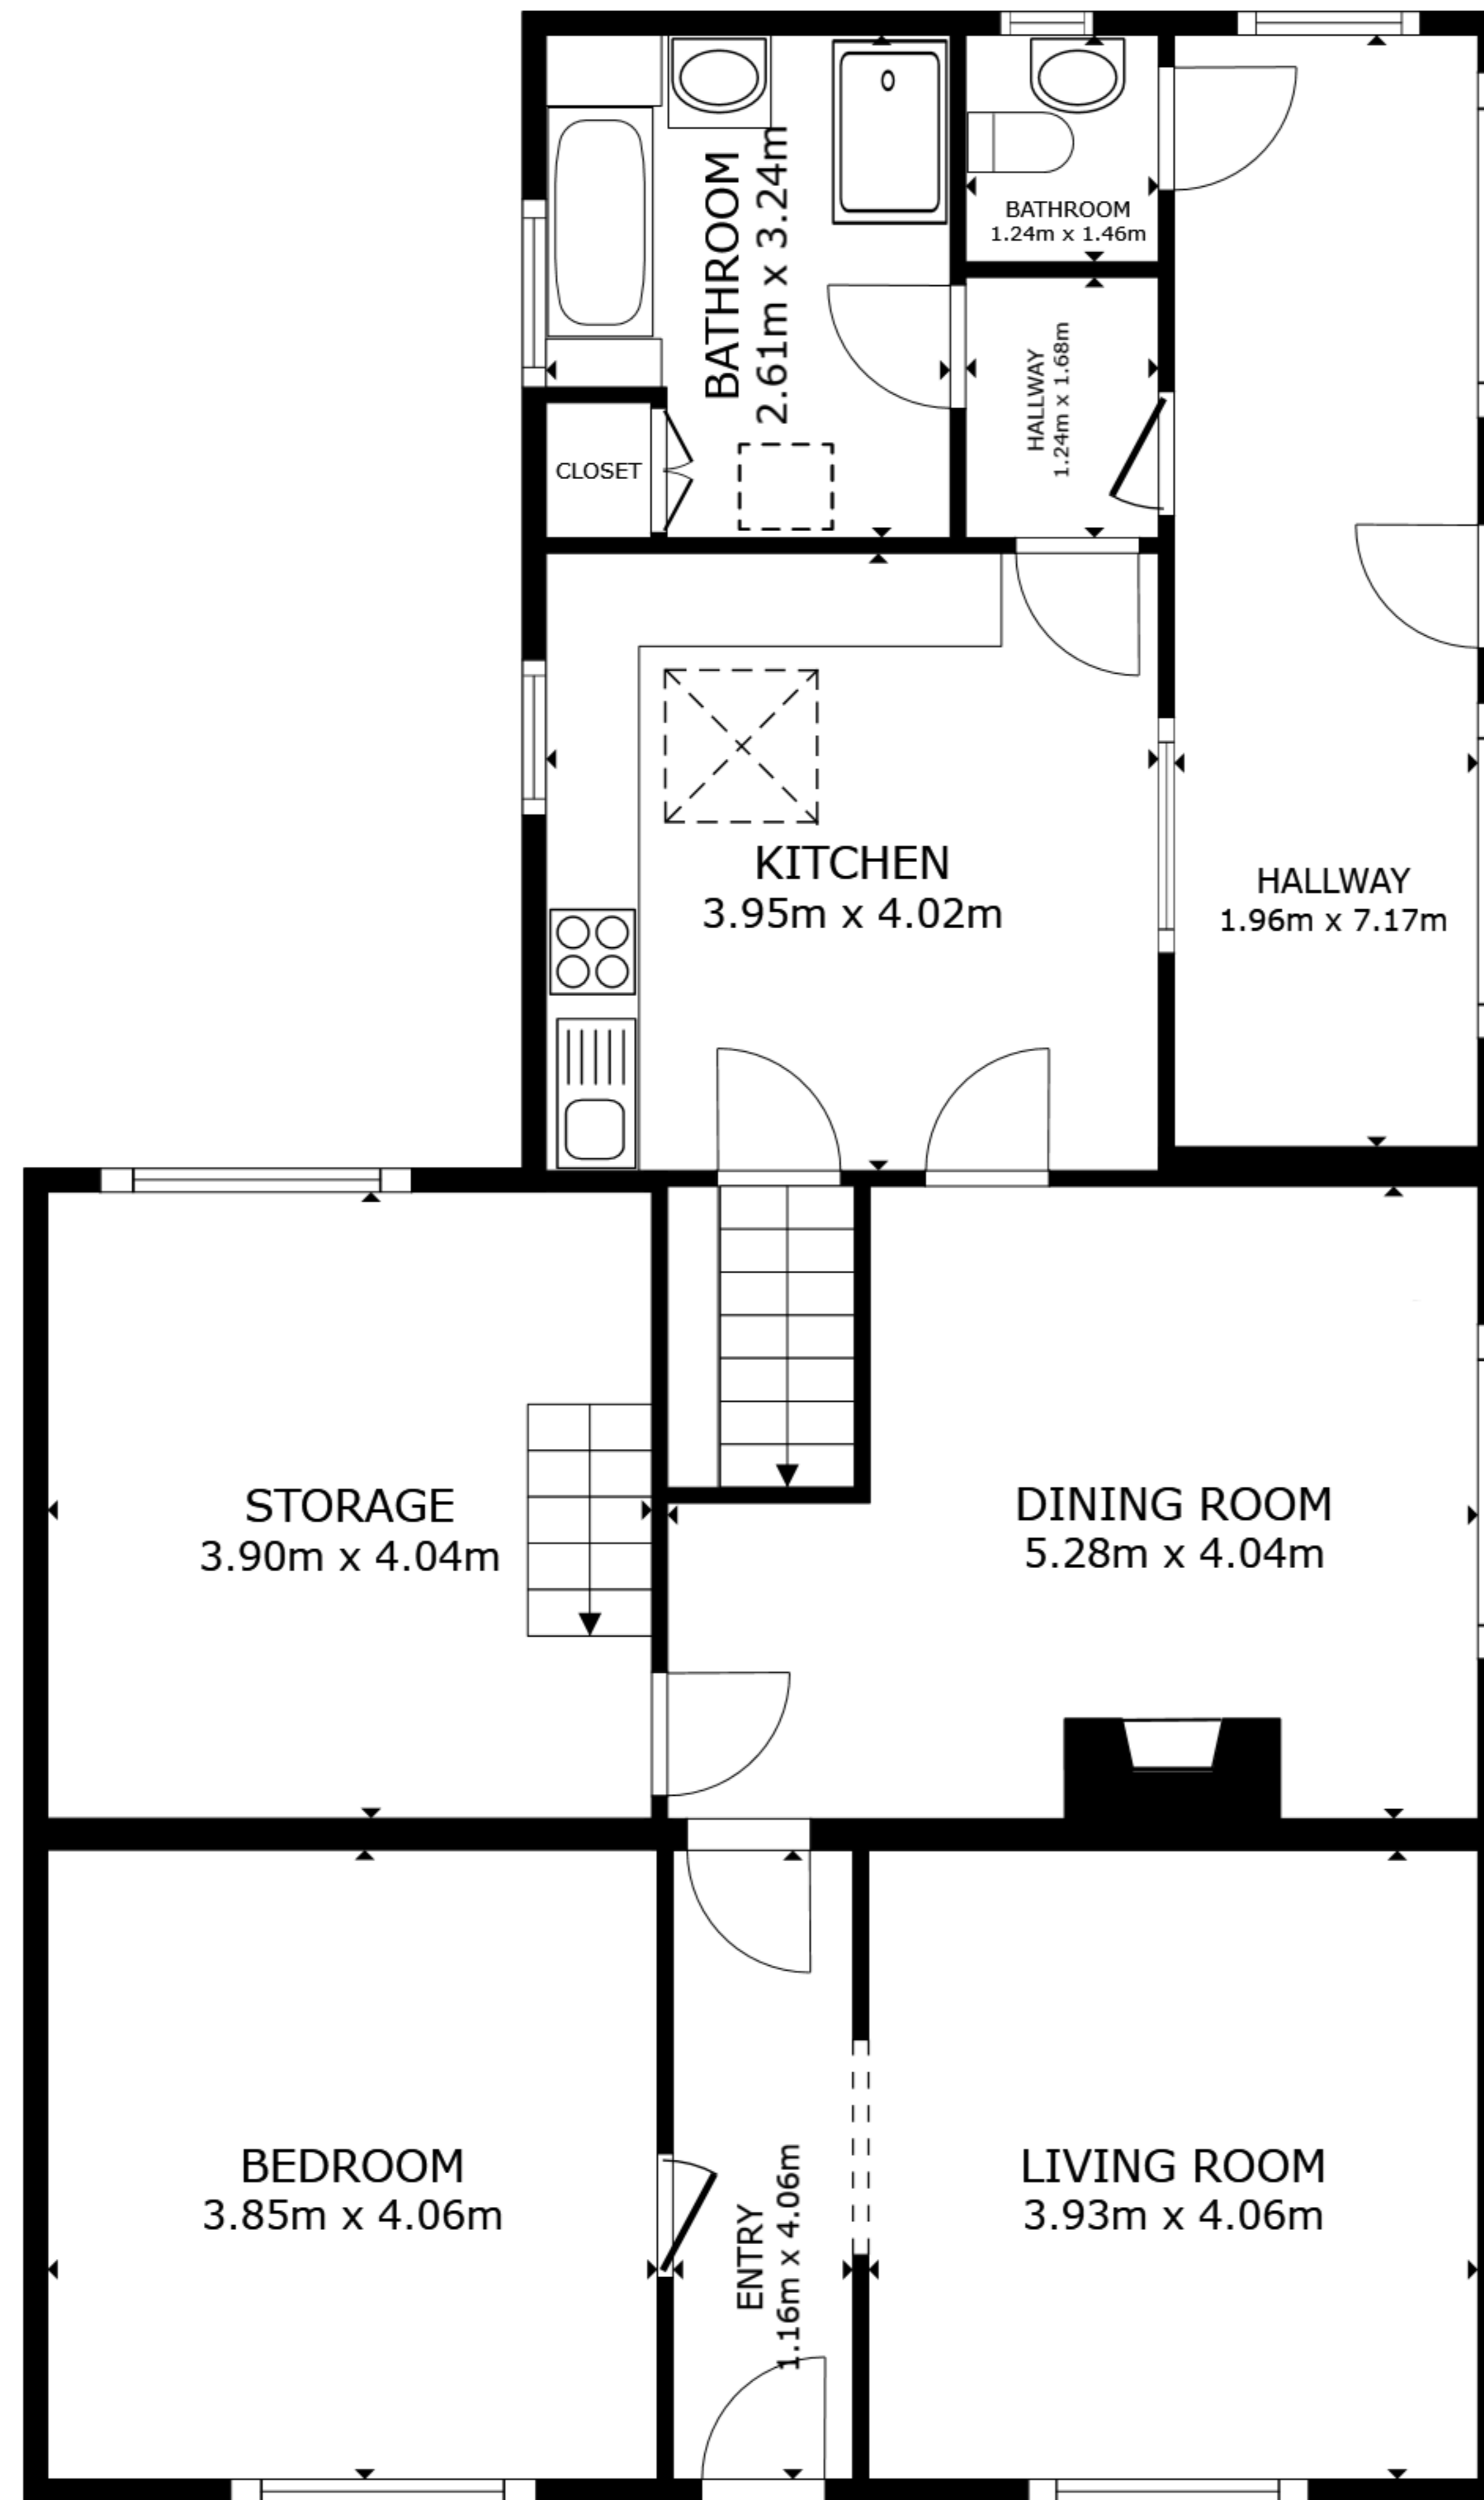 BATHROOM
2.61m x 3.24m
BATHROOM
1.24m x 1.46m
HALLWAY
1.24m x 1.68m
CLOSET
KITCHEN
3.95m x 4.02m
HALLWAY
1.96m x 7.17m
STORAGE
3.90m x 4.04m
DINING ROOM
5.28m x 4.04m
BEDROOM
3.85m x 4.06m
ENTRY
1.16m x 4.06m
LIVING ROOM
3.93m x 4.06m